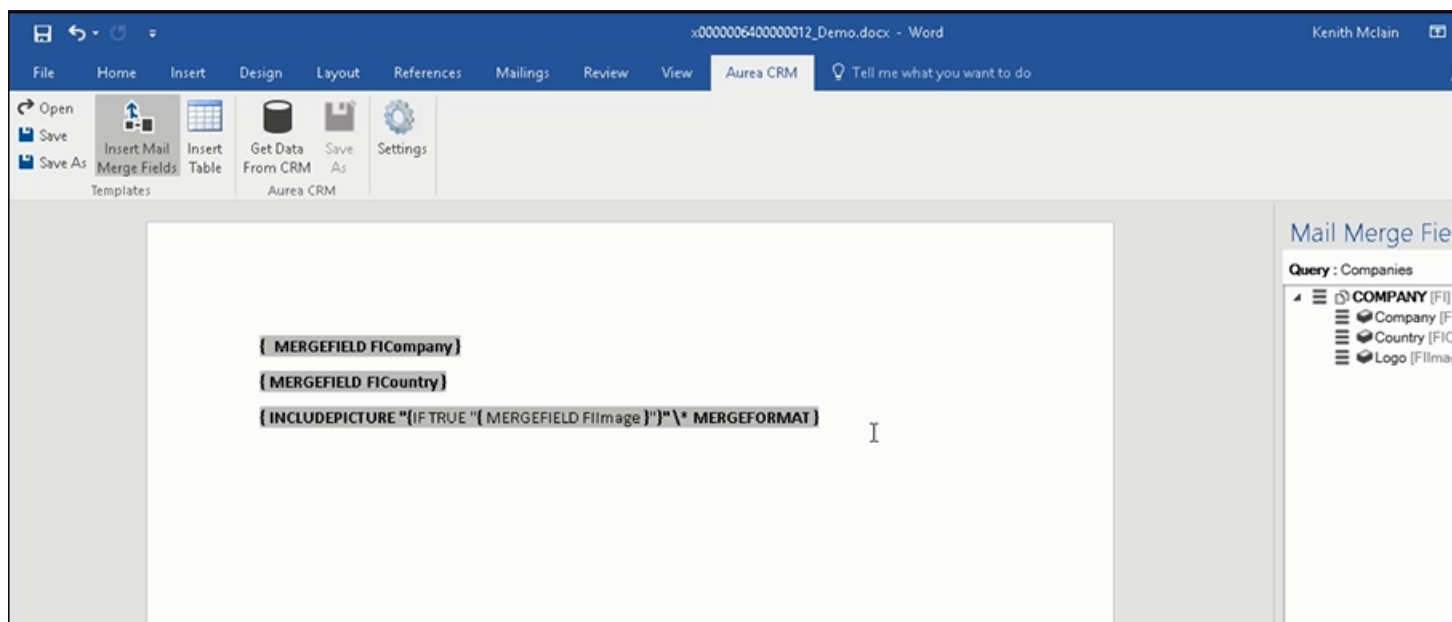 x0000006400000012_Demo.docx - Word
Kenith Mclain
File Home Insert Design Layout References Mailings Review View Aurea CRM Tell me what you want to do
Open
Save
Save As
Insert Mail
Merge Fields
Insert
Table
Templates
Get Data
From CRM
Save
As
Aurea CRM
Settings
{ MERGEFIELD FICompany}
{ MERGEFIELD FICountry}
{ INCLUDEPICTURE "{IF TRUE "{ MERGEFIELD FIImage }"}" \* MERGEFORMAT }
Mail Merge Fie
Query : Companies
COMPANY [FI]
Company [F
Country [FIC
Logo [FIImag